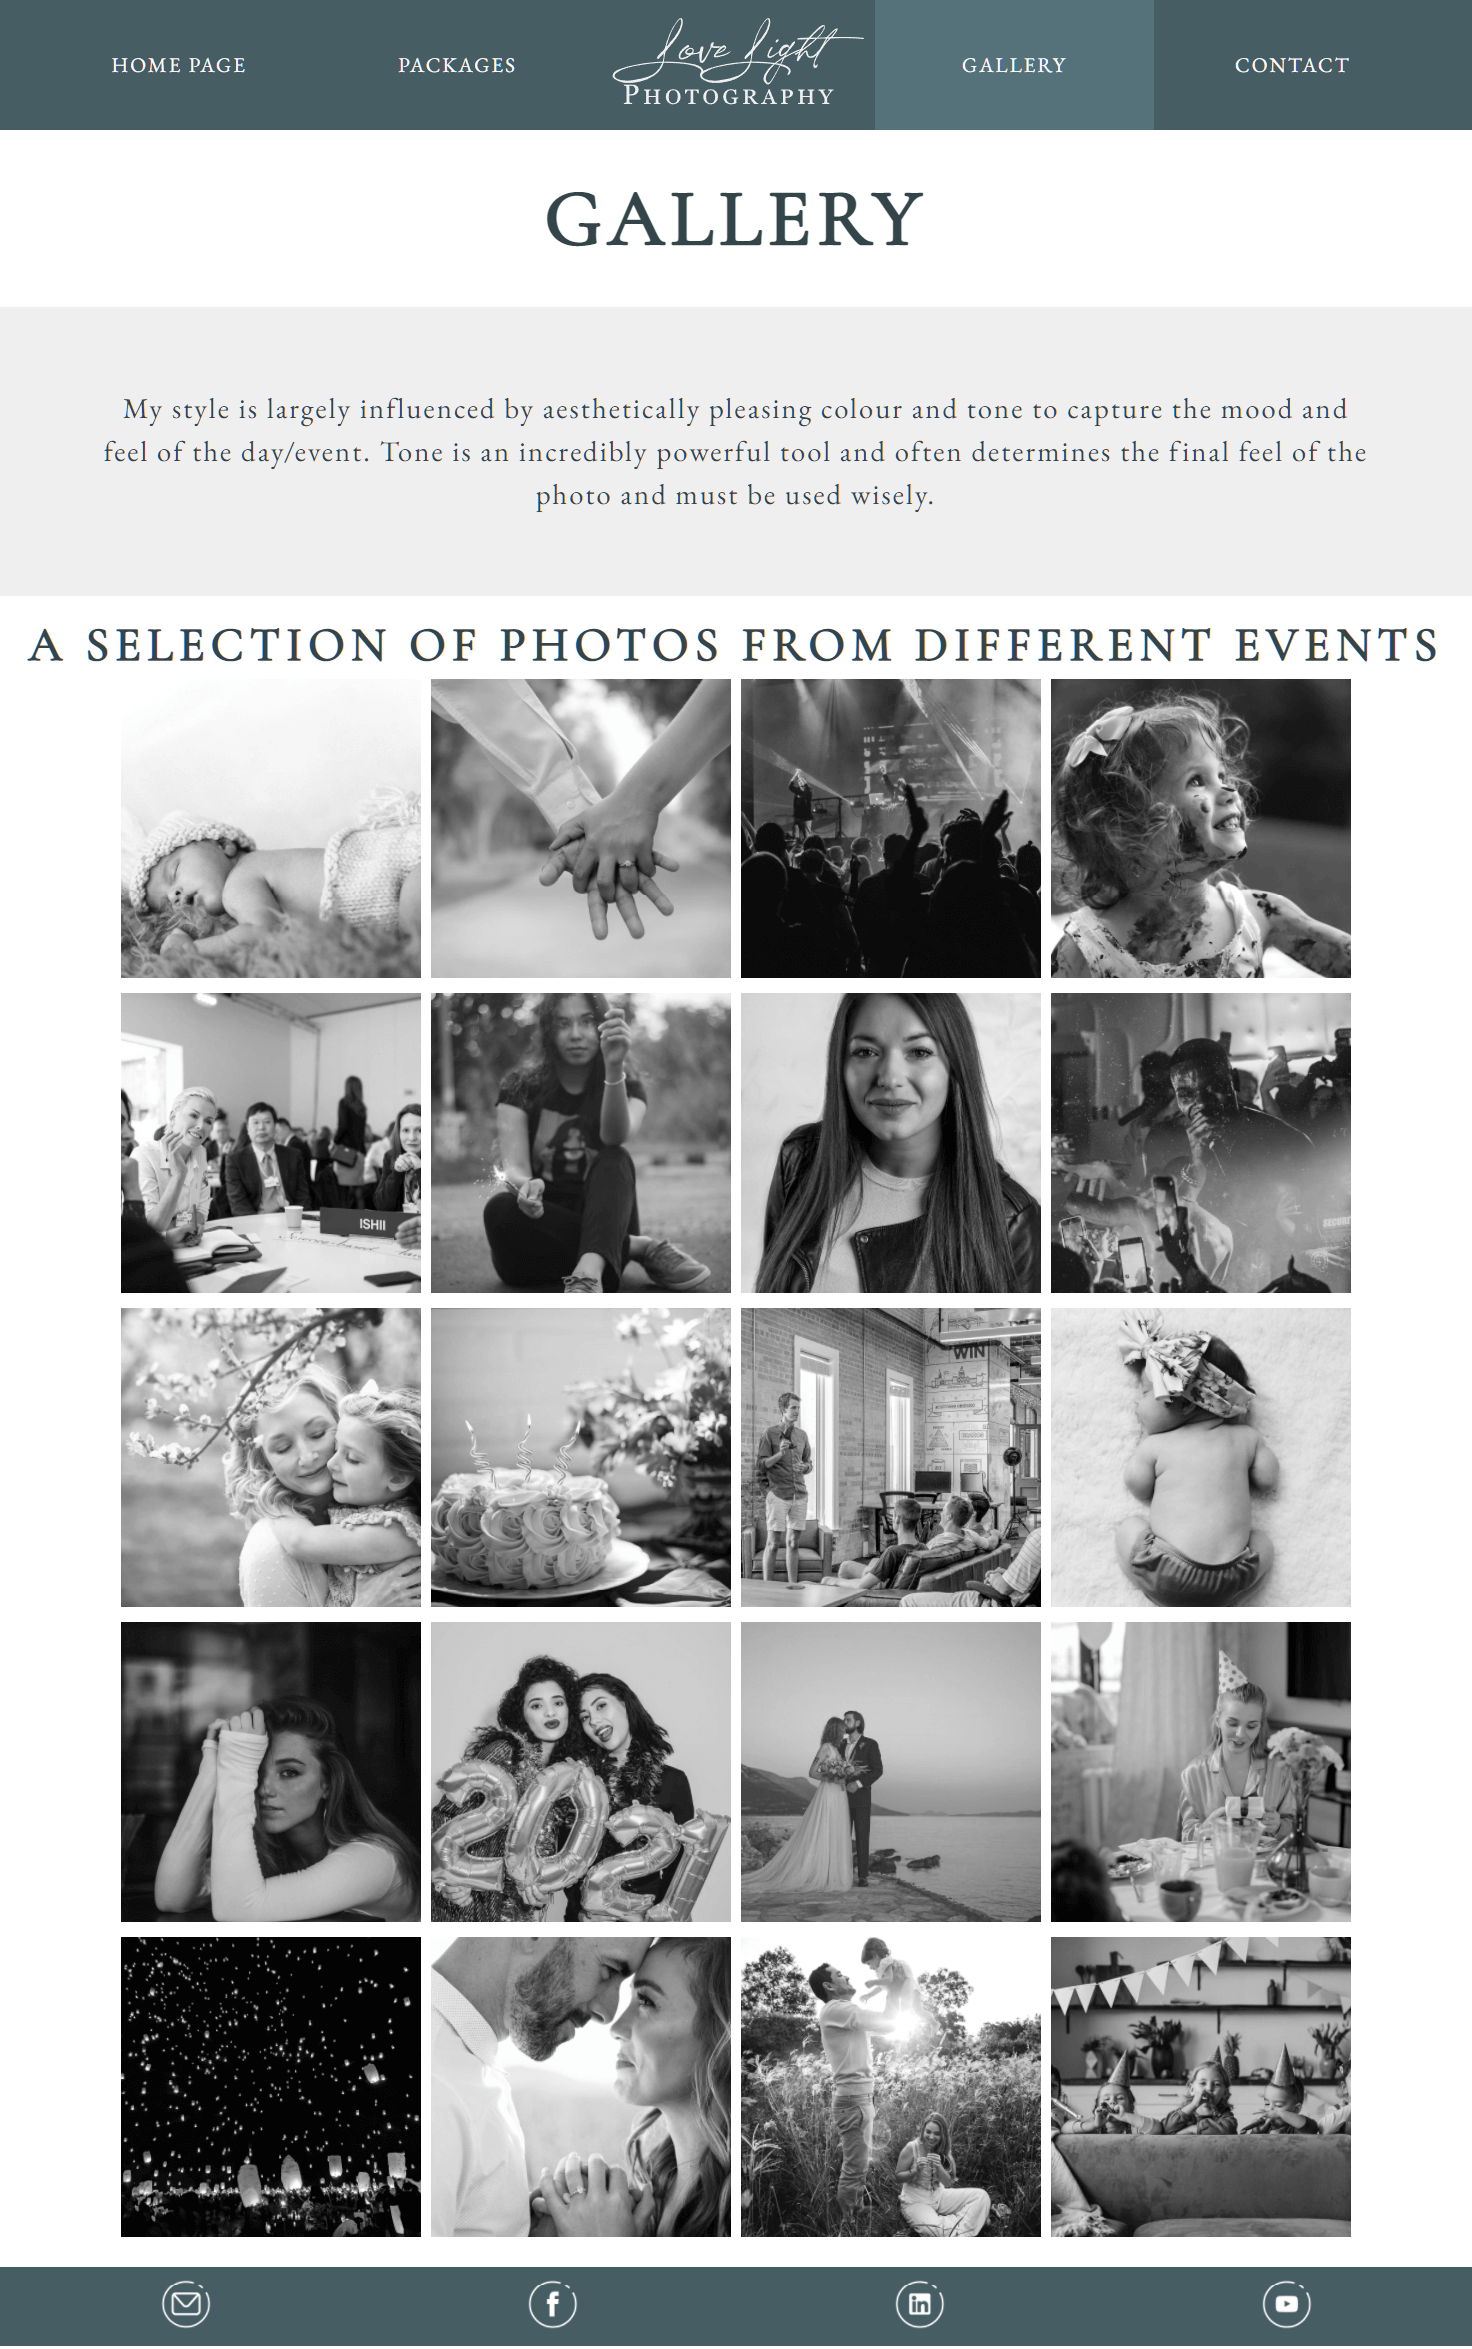 HOME PAGE
PACKAGES
Love Light
PHOTOGRAPHY
GALLERY
CONTACT
GALLERY
My style is largely influenced by aesthetically pleasing colour and tone to capture the mood and
feel of the day/event. Tone is an incredibly powerful tool and often determines the final feel of the
photo and must be used wisely.
A SELECTION OF PHOTOS FROM DIFFERENT EVENTS
ISHII
WIN
2021